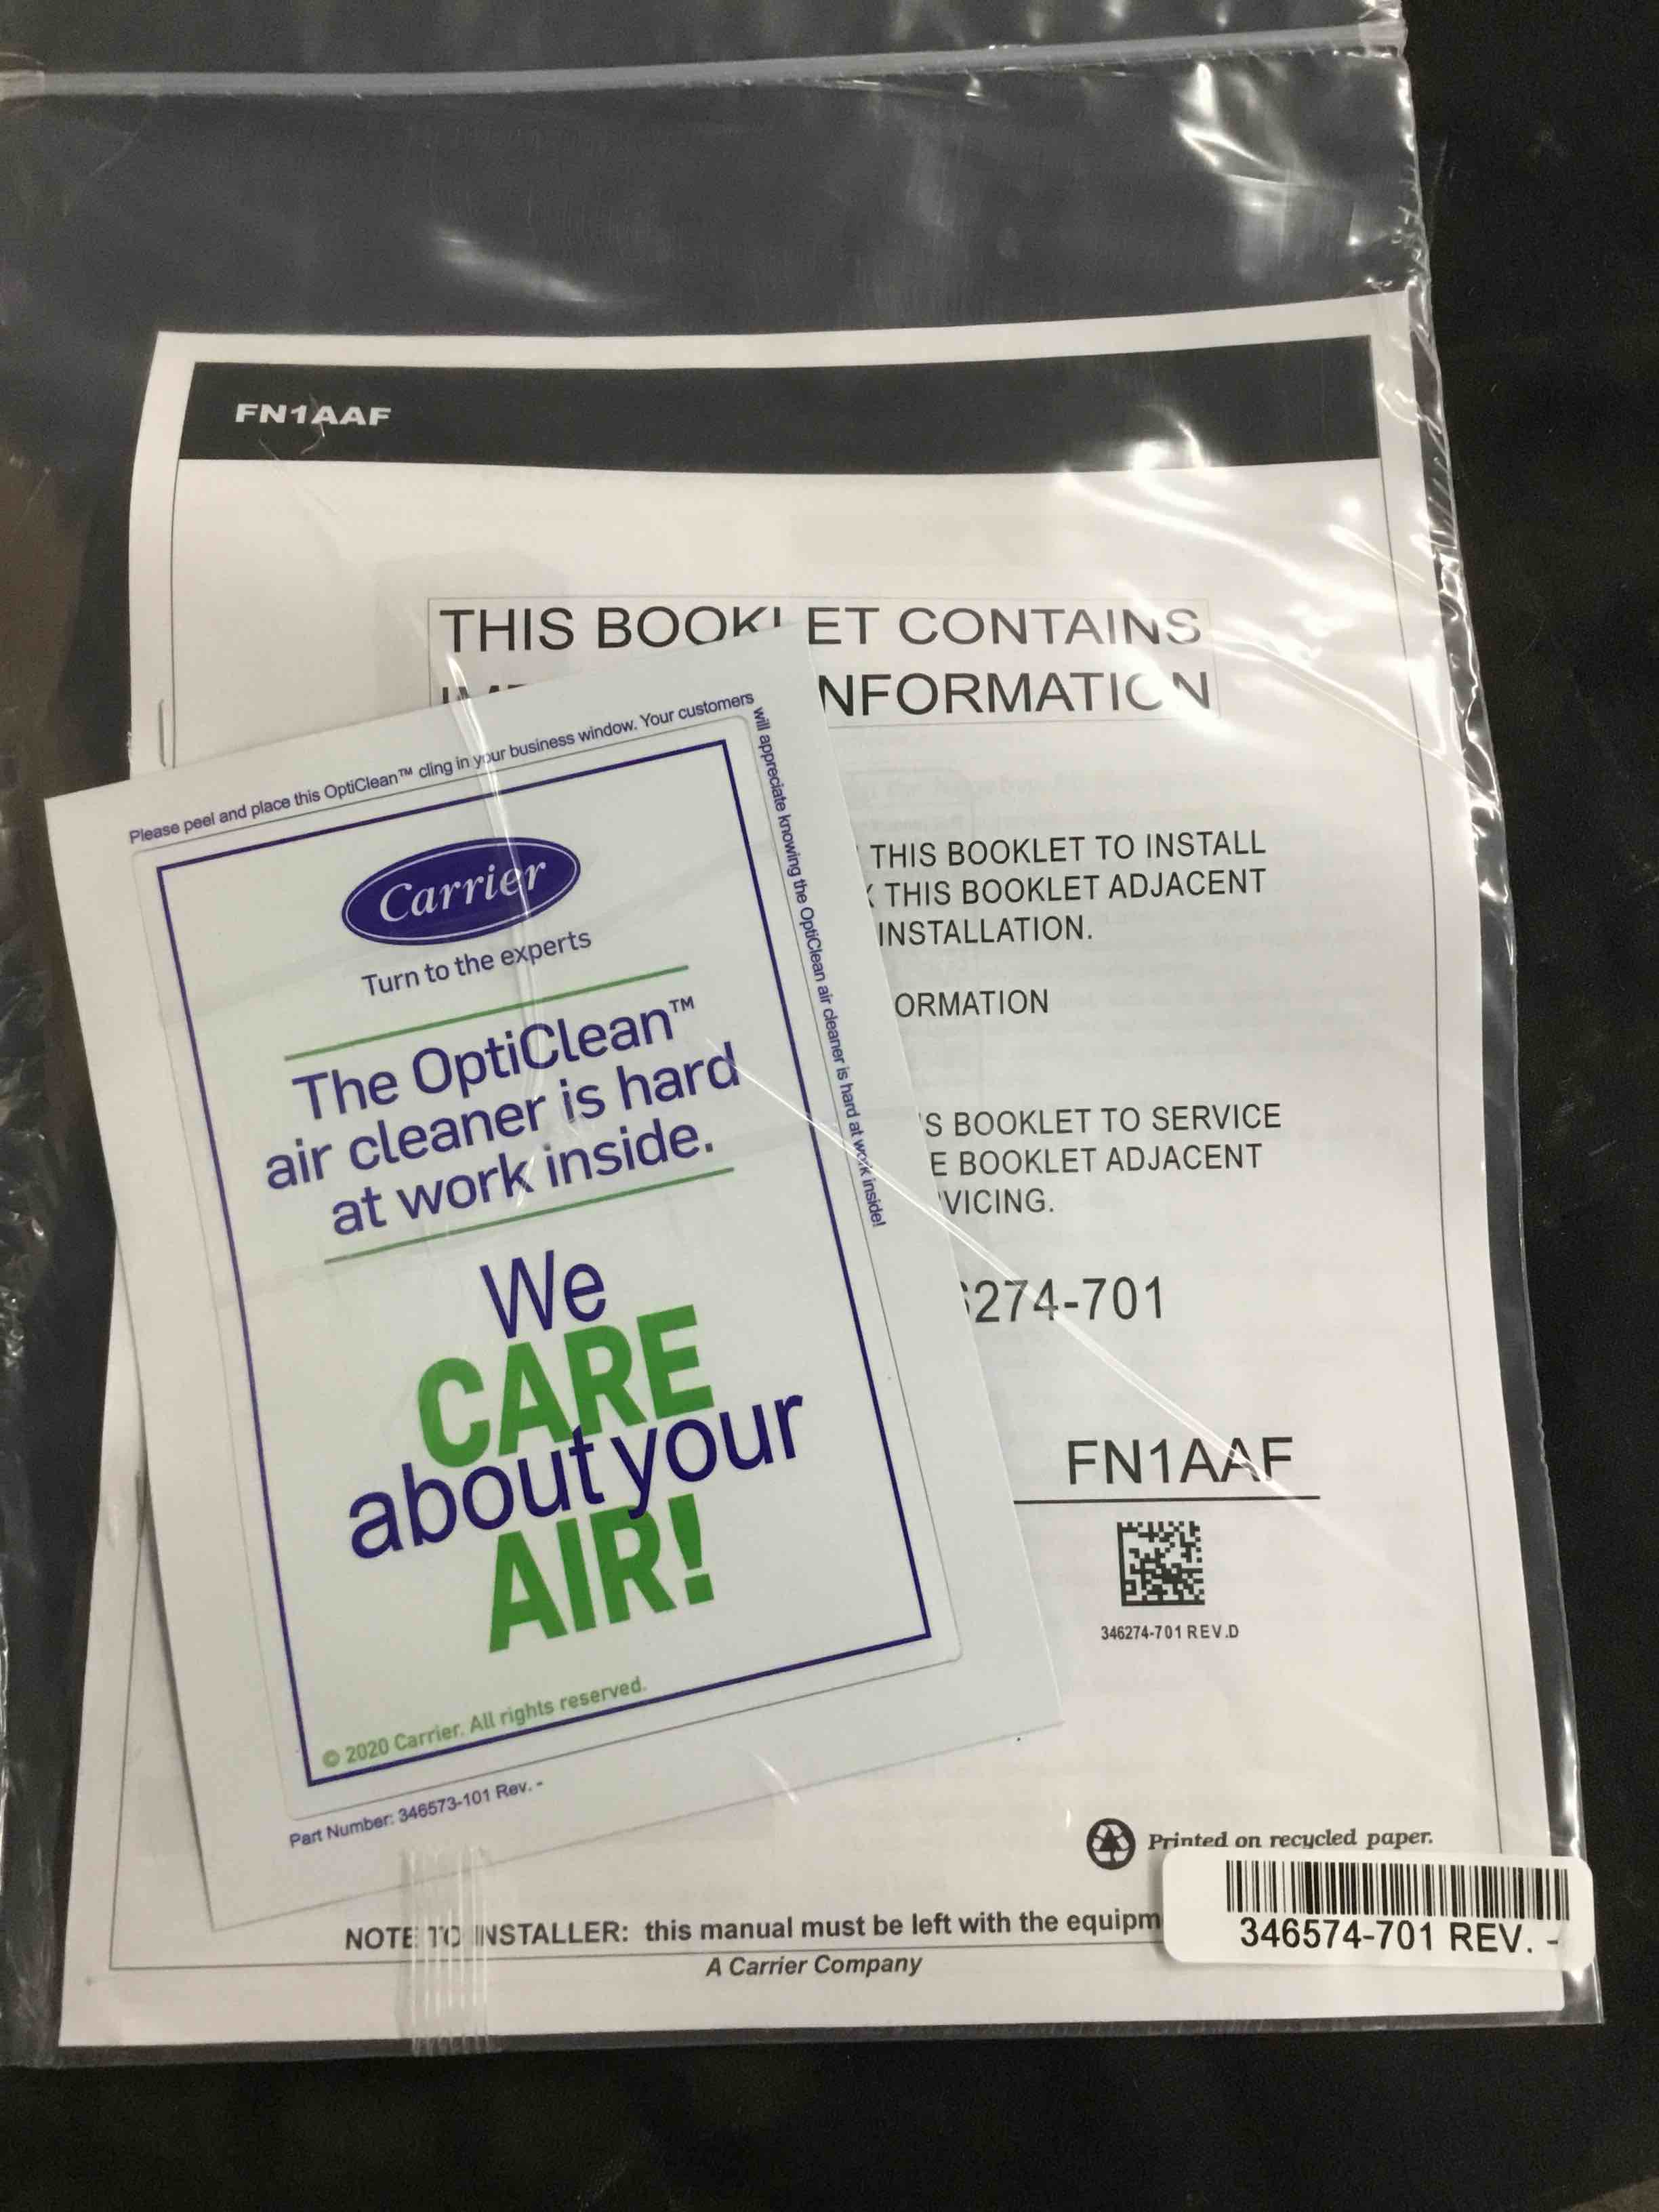 FN1AAF
THIS BOOKLET CONTAINS
NFORMATION
THIS BOOKLET TO INSTALL
THIS BOOKLET ADJACENT
INSTALLATION.
ORMATION
S BOOKLET TO SERVICE
E BOOKLET ADJACENT
VICING.
274-701
FN1AAF
346274-701 REV.D
Please peel and place this OptiClean™ cling in your business window. Your customers
will appreciate knowing the OptiClean air cleaner is hard at work inside!
Carrier
Turn to the experts
The OptiClean™
air cleaner is hard
at work inside.
We
CARE
about your
AIR!
© 2020 Carrier. All rights reserved.
Part Number: 346573-101 Rev. -
Printed on recycled paper.
NOTE TO INSTALLER: this manual must be left with the equipm
A Carrier Company
346574-701 REV. -